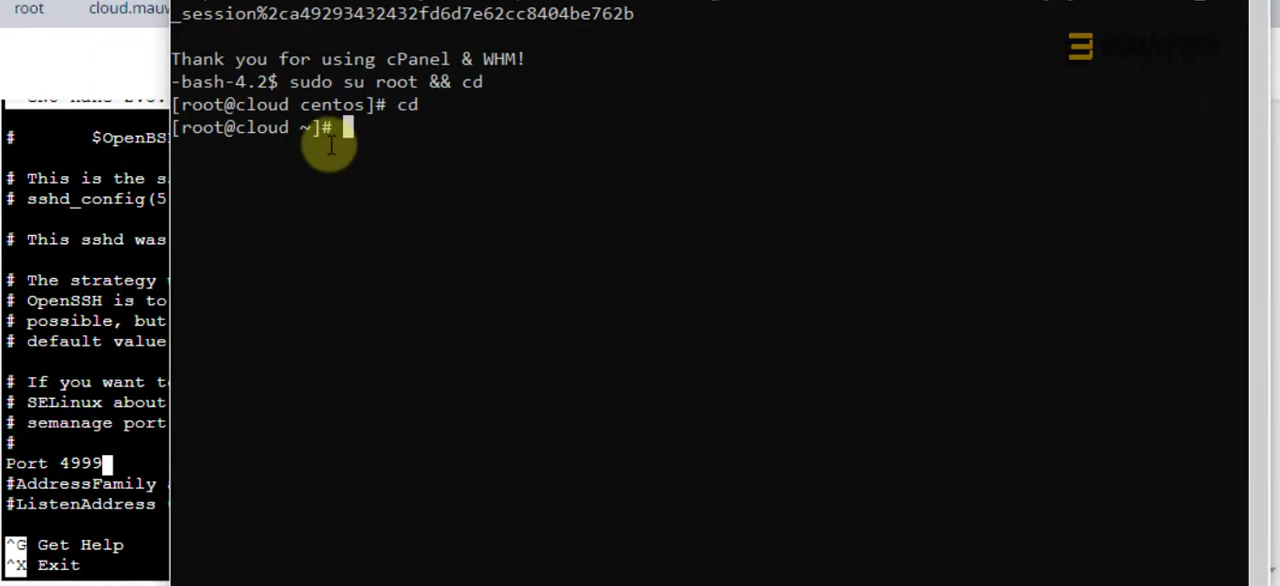 root cloud.mauw
_session%2ca49293432432fd6d7e62cc8404be762b
Thank you for using cPanel & WHM!
-bash-4.2$ sudo su root && cd
[root@cloud centos]# cd
[root@cloud ~]#
# $OpenBS
# This is the s
# sshd_config(5
# This sshd was
# The strategy
# OpenSSH is to
# possible, but
# default value
# If you want t
# SELinux about
# semanage port
#
Port 4999
#AddressFamily
#ListenAddress
^G Get Help
^X Exit